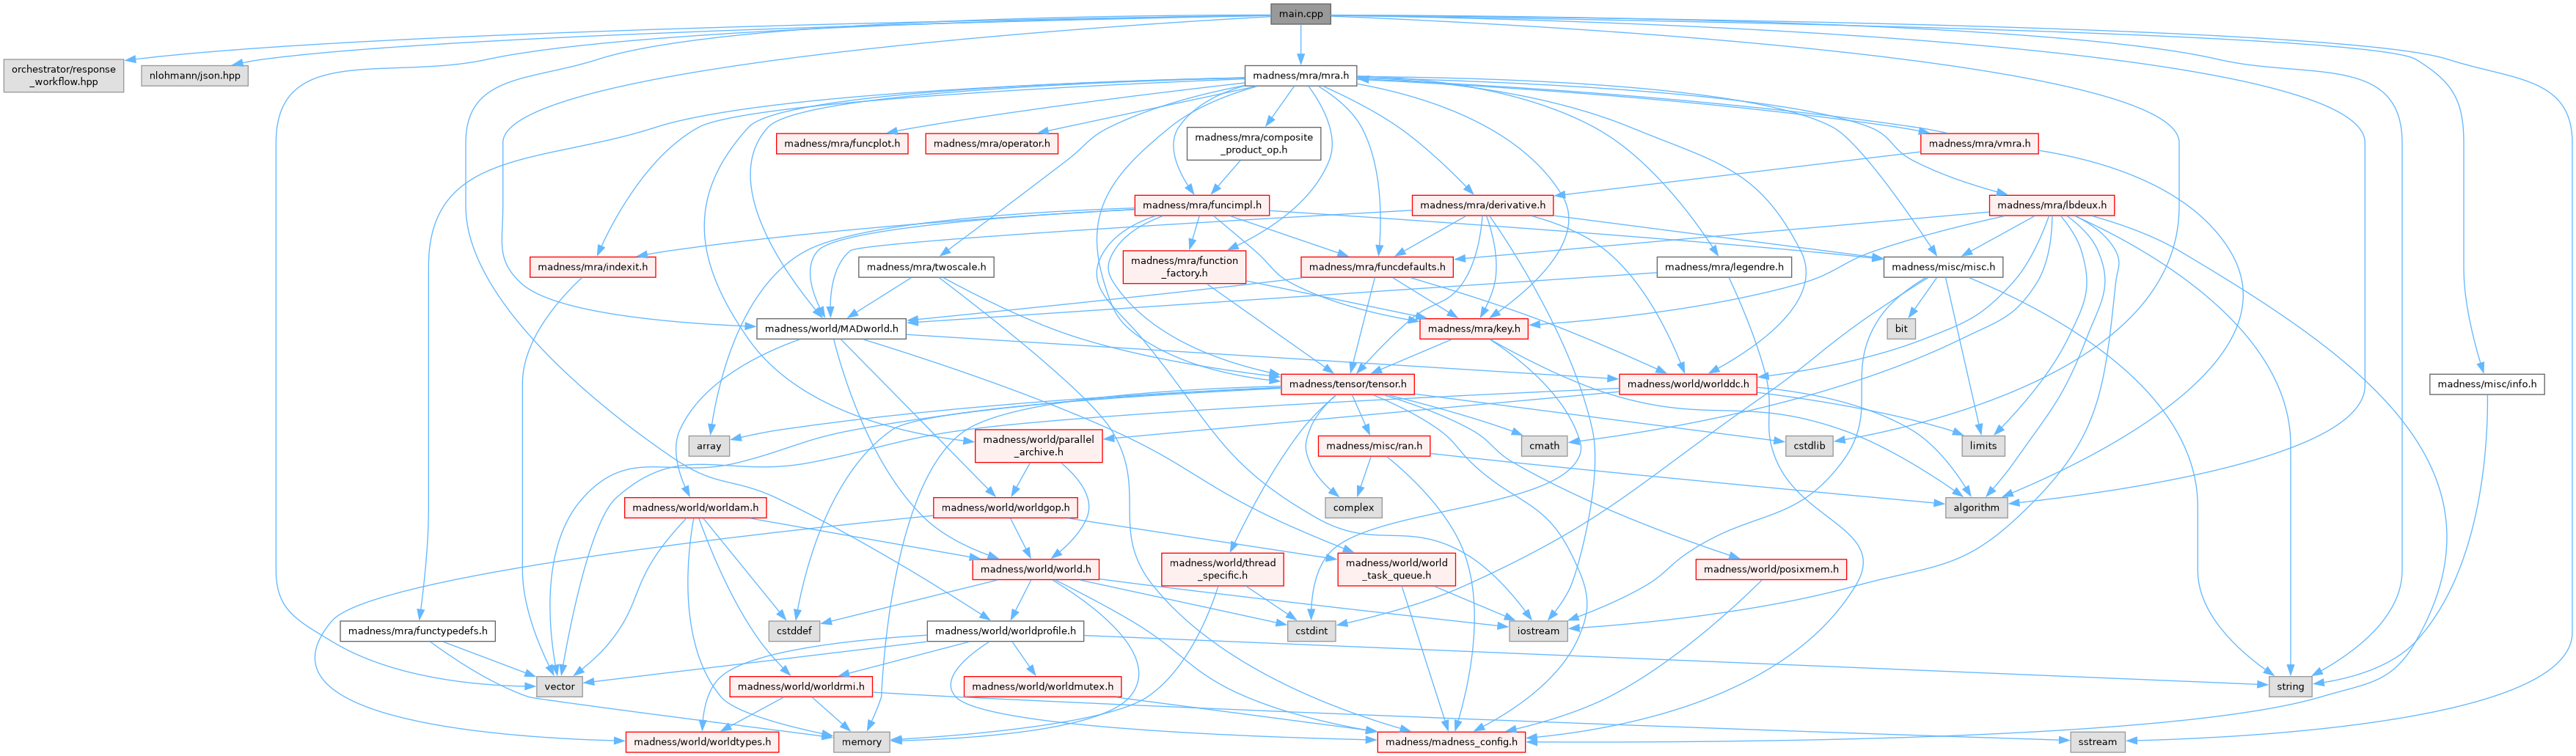 main.cpp
orchestrator/response
_workflow.hpp
nlohmann/json.hpp
madness/mra/mra.h
madness/mra/funcplot.h
madness/mra/operator.h
madness/mra/composite
_product_op.h
madness/mra/vmra.h
madness/mra/funcimpl.h
madness/mra/derivative.h
madness/mra/lbdeux.h
madness/mra/indexit.h
madness/mra/twoscale.h
madness/mra/function
_factory.h
madness/mra/funcdefaults.h
madness/mra/legendre.h
madness/misc/misc.h
madness/world/MADworld.h
madness/mra/key.h
bit
madness/tensor/tensor.h
madness/world/worlddc.h
madness/misc/info.h
array
madness/world/parallel
_archive.h
madness/misc/ran.h
cmath
cstdlib
limits
madness/world/worldam.h
madness/world/worldgop.h
complex
algorithm
madness/world/world.h
madness/world/thread
_specific.h
madness/world/world
_task_queue.h
madness/world/posixmem.h
madness/mra/functypedefs.h
cstddef
madness/world/worldprofile.h
cstdint
iostream
vector
madness/world/worldrmi.h
madness/world/worldmutex.h
string
madness/world/worldtypes.h
memory
madness/madness_config.h
sstream